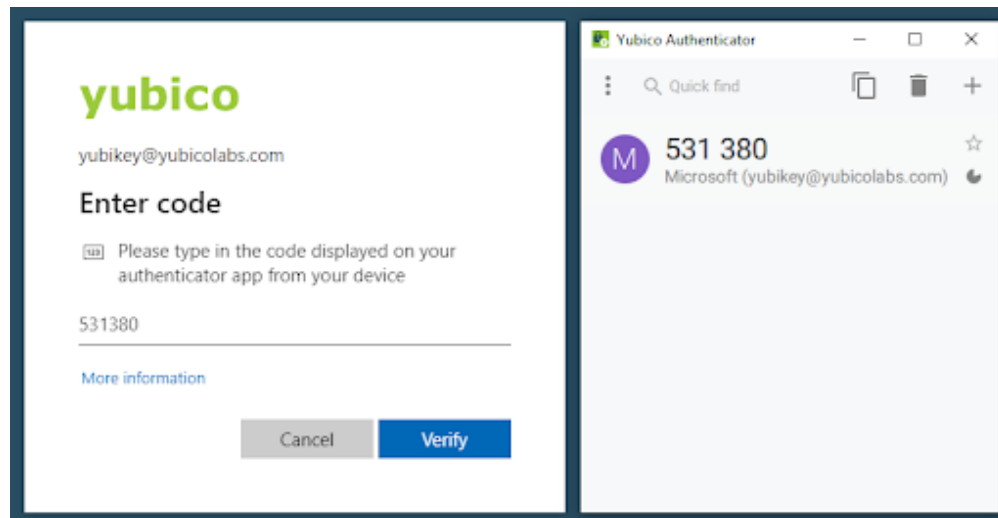 yubico
yubikey@yubicolabs.com
Enter code
123
Please type in the code displayed on your
authenticator app from your device
531380
More information
Cancel
Verify
Yubico Authenticator
Quick find
M
531 380
Microsoft (yubikey@yubicolabs.com)